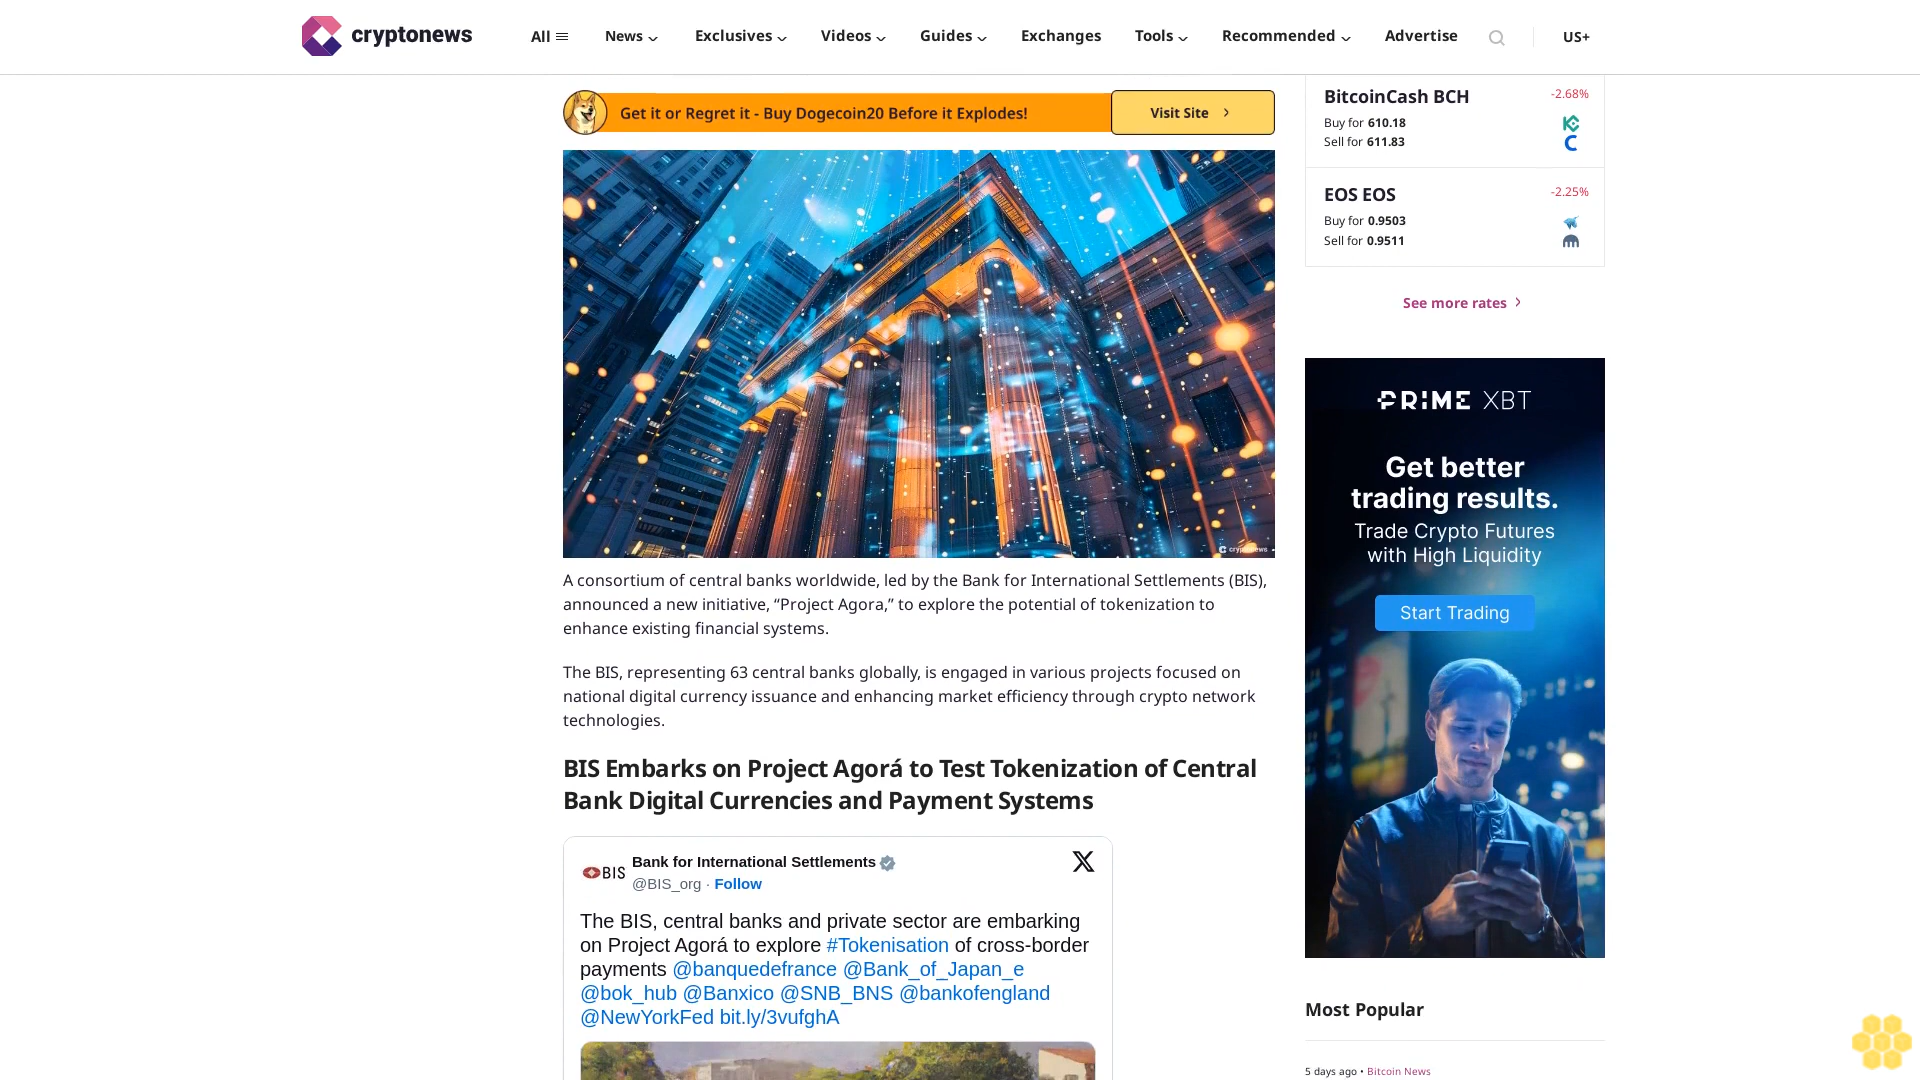 cryptonews
All
News
Exclusives
Videos
Guides
Exchanges
Tools
Recommended
Advertise
US+
Get it or Regret it - Buy Dogecoin20 Before it Explodes!
Visit Site
cryptonews
A consortium of central banks worldwide, led by the Bank for International Settlements (BIS),
announced a new initiative, “Project Agora,” to explore the potential of tokenization to
enhance existing financial systems.
The BIS, representing 63 central banks globally, is engaged in various projects focused on
national digital currency issuance and enhancing market efficiency through crypto network
technologies.
BIS Embarks on Project Agorá to Test Tokenization of Central
Bank Digital Currencies and Payment Systems
BIS
Bank for International Settlements
@BIS_org · Follow
The BIS, central banks and private sector are embarking
on Project Agorá to explore #Tokenisation of cross-border
payments @banquedefrance @Bank_of_Japan_e
@bok_hub @Banxico @SNB_BNS @bankofengland
@NewYorkFed bit.ly/3vufghA
BitcoinCash BCH
-2.68%
Buy for 610.18
Sell for 611.83
EOS EOS
-2.25%
Buy for 0.9503
Sell for 0.9511
See more rates
PRIME XBT
Get better
trading results.
Trade Crypto Futures
with High Liquidity
Start Trading
Most Popular
5 days ago • Bitcoin News